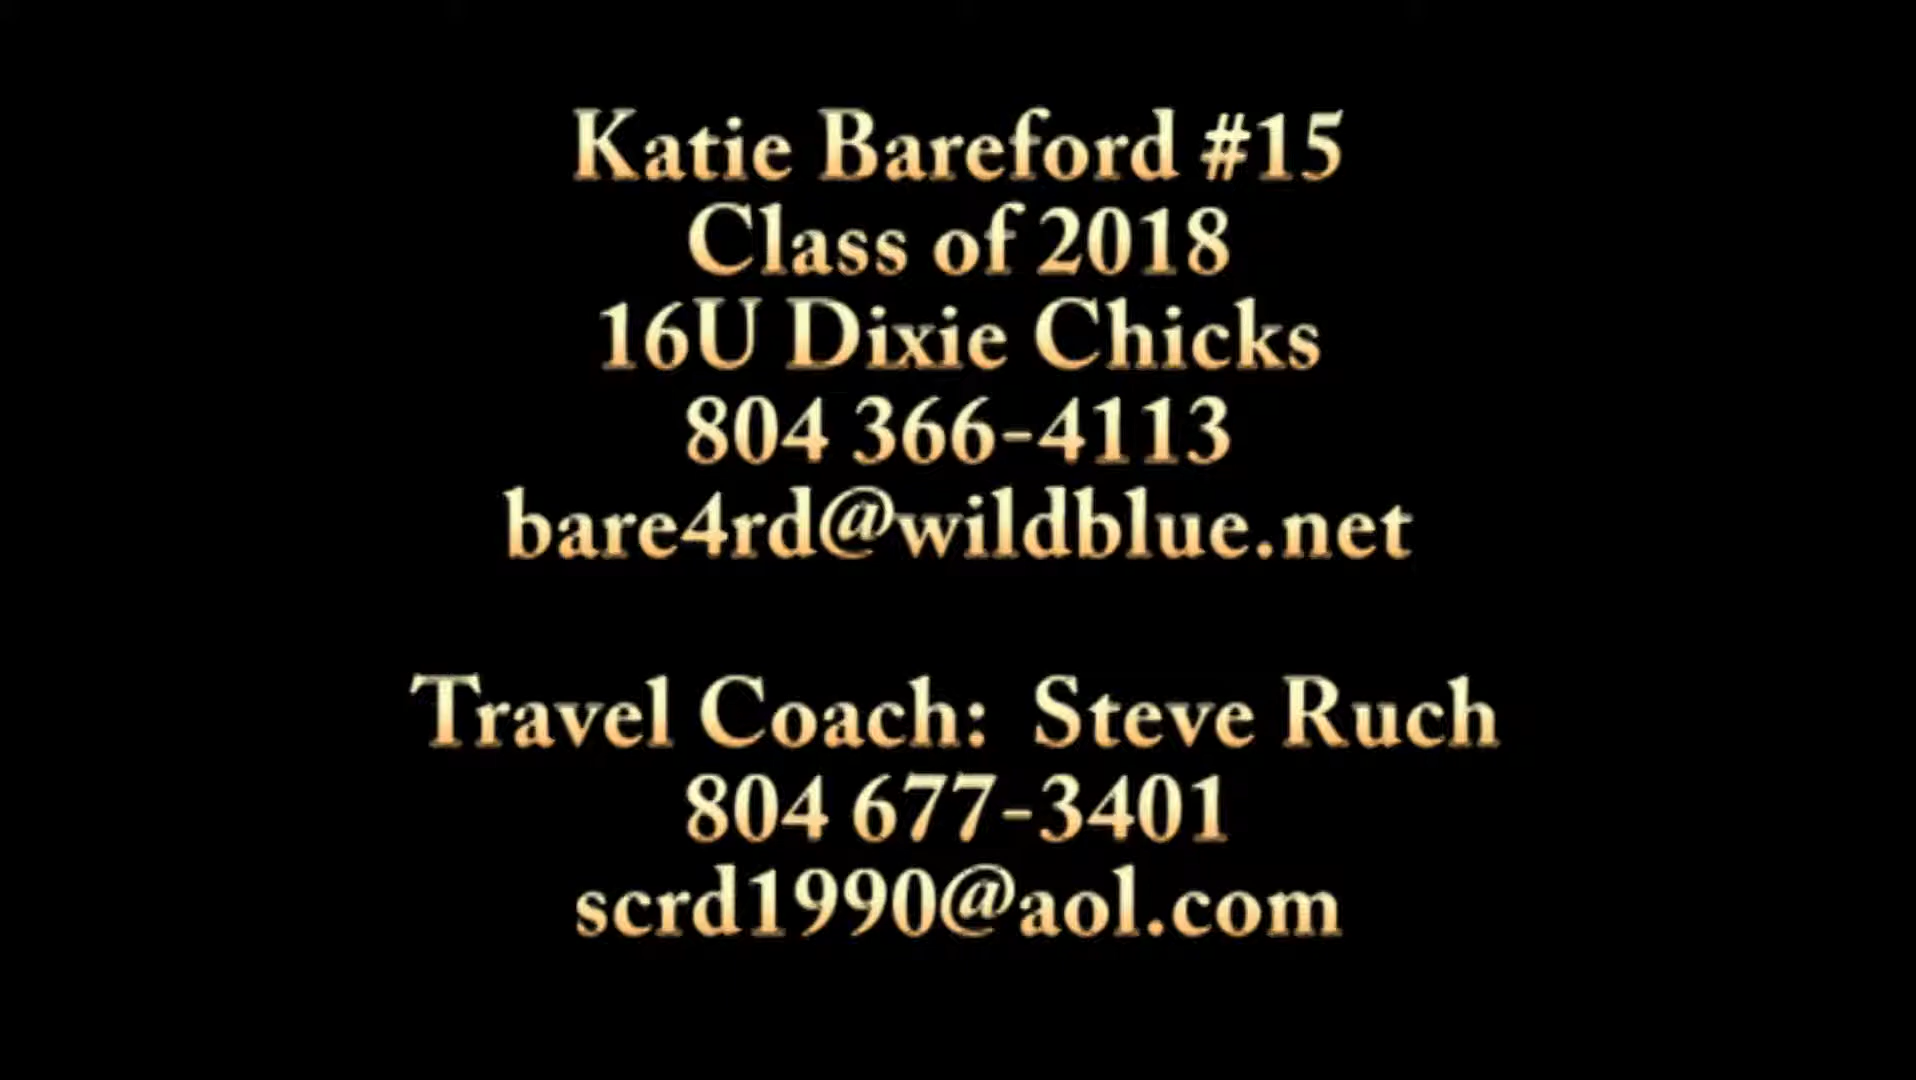 Katie Bareford #15
Class of 2018
16U Dixie Chicks
804 366-4113
bare4rd@wildblue.net
Travel Coach:  Steve Ruch
804 677-3401
scrd1990@aol.com